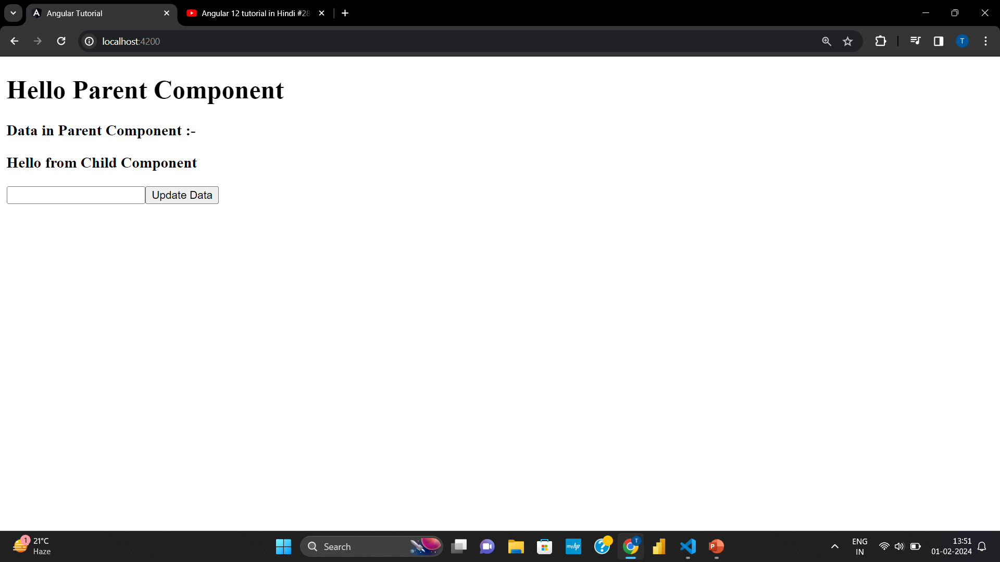 Angular Tutorial
Angular 12 tutorial in Hindi #28
localhost:4200
T
Hello Parent Component
Data in Parent Component :-
Hello from Child Component
Update Data
1
21°C
Haze
Search
myhp
T
P
ENG
IN
13:51
01-02-2024